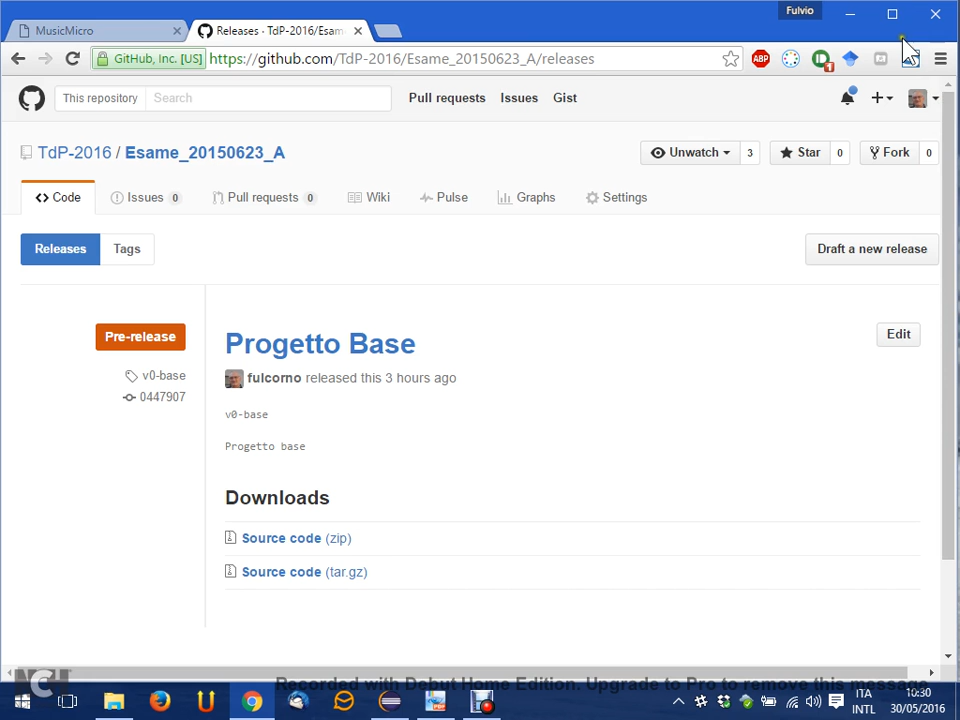 Fulvio
MusicMicro
Releases · TdP-2016/Esam
GitHub, Inc. [US] https://github.com/TdP-2016/Esame_20150623_A/releases
ABP
1
This repository Search
Pull requests Issues Gist
TdP-2016 / Esame_20150623_A
Unwatch 3 Star 0 Fork 0
Code Issues 0 Pull requests 0 Wiki Pulse Graphs Settings
Releases Tags Draft a new release
Pre-release
Progetto Base
Edit
v0-base
fulcorno released this 3 hours ago
0447907
v0-base
Progetto base
Downloads
Source code (zip)
Source code (tar.gz)
Recorded with Debut Home Edition. Upgrade to Pro to remove this message
ITA 10:30
INTL 30/05/2016